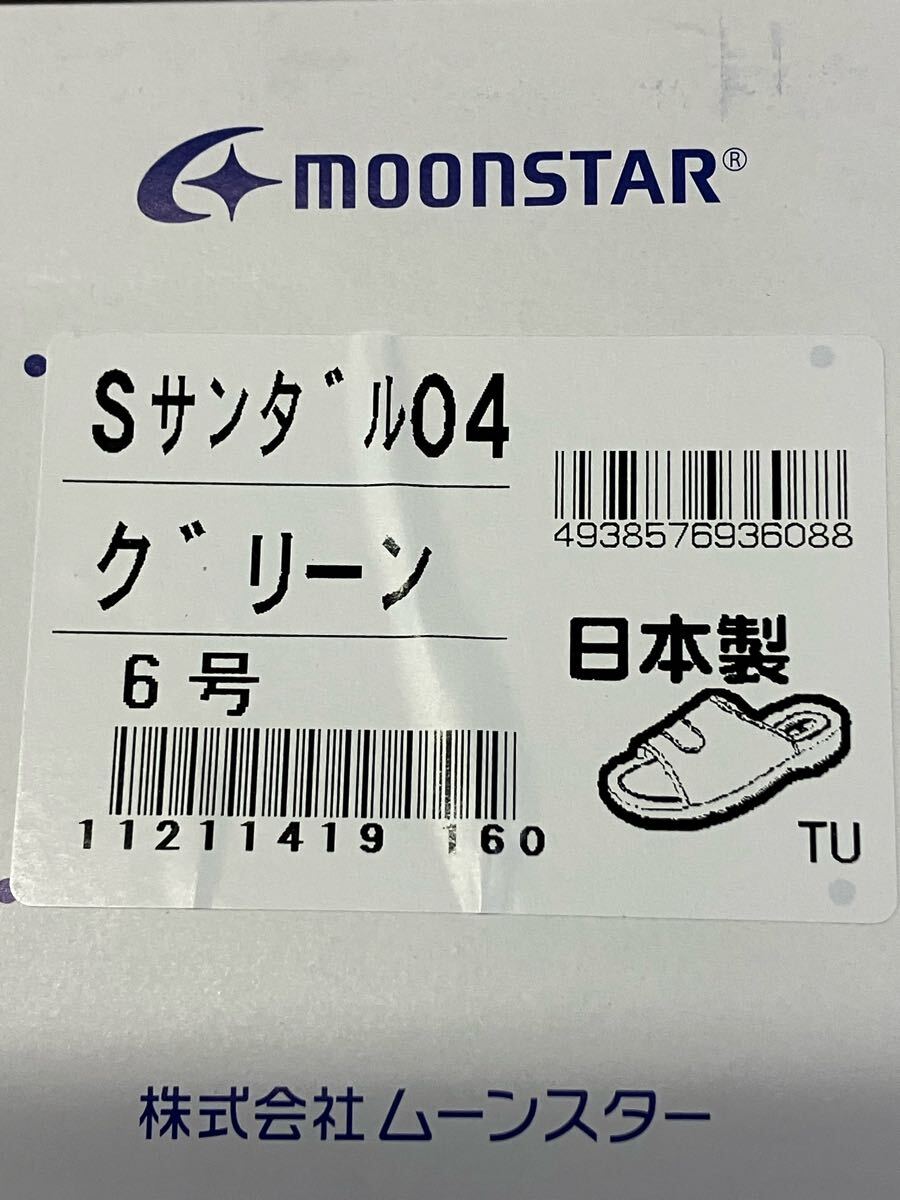 MOONSTAR®
Sサンダル04
グリーン
6号
11211419 160
4938576936088
日本製
TU
株式会社ムーンスター